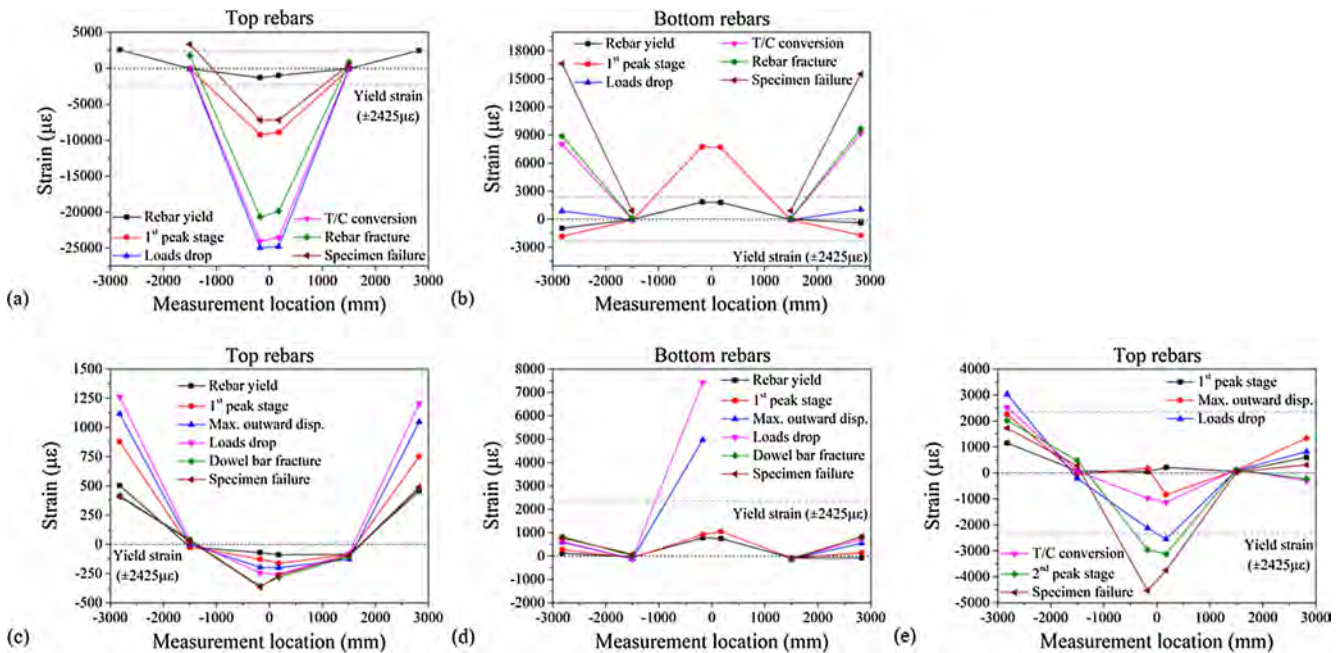 Top rebars
5000
0
-5000
-10000
-15000
-20000
-25000
Strain (με)
Yield strain
(±2425με)
Rebar yield
1st peak stage
Loads drop
T/C conversion
Rebar fracture
Specimen failure
-3000 -2000 -1000 0 1000 2000 3000
Measurement location (mm)
(a)
Bottom rebars
18000
15000
12000
9000
6000
3000
0
-3000
Strain (με)
Rebar yield
1st peak stage
Loads drop
T/C conversion
Rebar fracture
Specimen failure
Yield strain (±2425με)
-3000 -2000 -1000 0 1000 2000 3000
Measurement location (mm)
(b)
Top rebars
1500
1250
1000
750
500
250
0
-250
-500
Strain (με)
Rebar yield
1st peak stage
Max. outward disp.
Loads drop
Dowel bar fracture
Specimen failure
Yield strain
(±2425με)
-3000 -2000 -1000 0 1000 2000 3000
Measurement location (mm)
(c)
Bottom rebars
8000
7000
6000
5000
4000
3000
2000
1000
0
-1000
-2000
Strain (με)
Rebar yield
1st peak stage
Max. outward disp.
Loads drop
Dowel bar fracture
Specimen failure
Yield strain (±2425με)
-3000 -2000 -1000 0 1000 2000 3000
Measurement location (mm)
(d)
Top rebars
4000
3000
2000
1000
0
-1000
-2000
-3000
-4000
-5000
Strain (με)
1st peak stage
Max. outward disp.
Loads drop
T/C conversion
2nd peak stage
Specimen failure
Yield strain
(±2425με)
-3000 -2000 -1000 0 1000 2000 3000
Measurement location (mm)
(e)